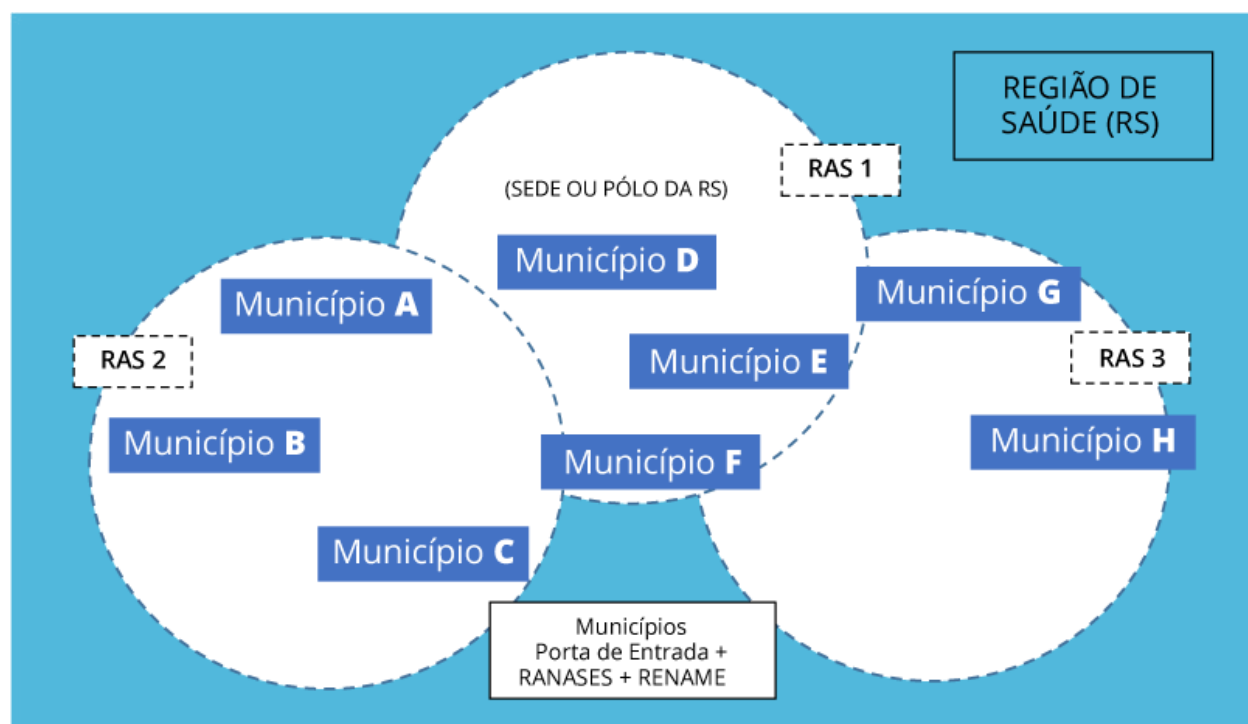 REGIÃO DE
SAÚDE (RS)
RAS 1
(SEDE OU PÓLO DA RS)
Município D
Município A
Município G
RAS 2
Município E
RAS 3
Município B
Município F
Município H
Município C
Municípios
Porta de Entrada +
RANASES + RENAME